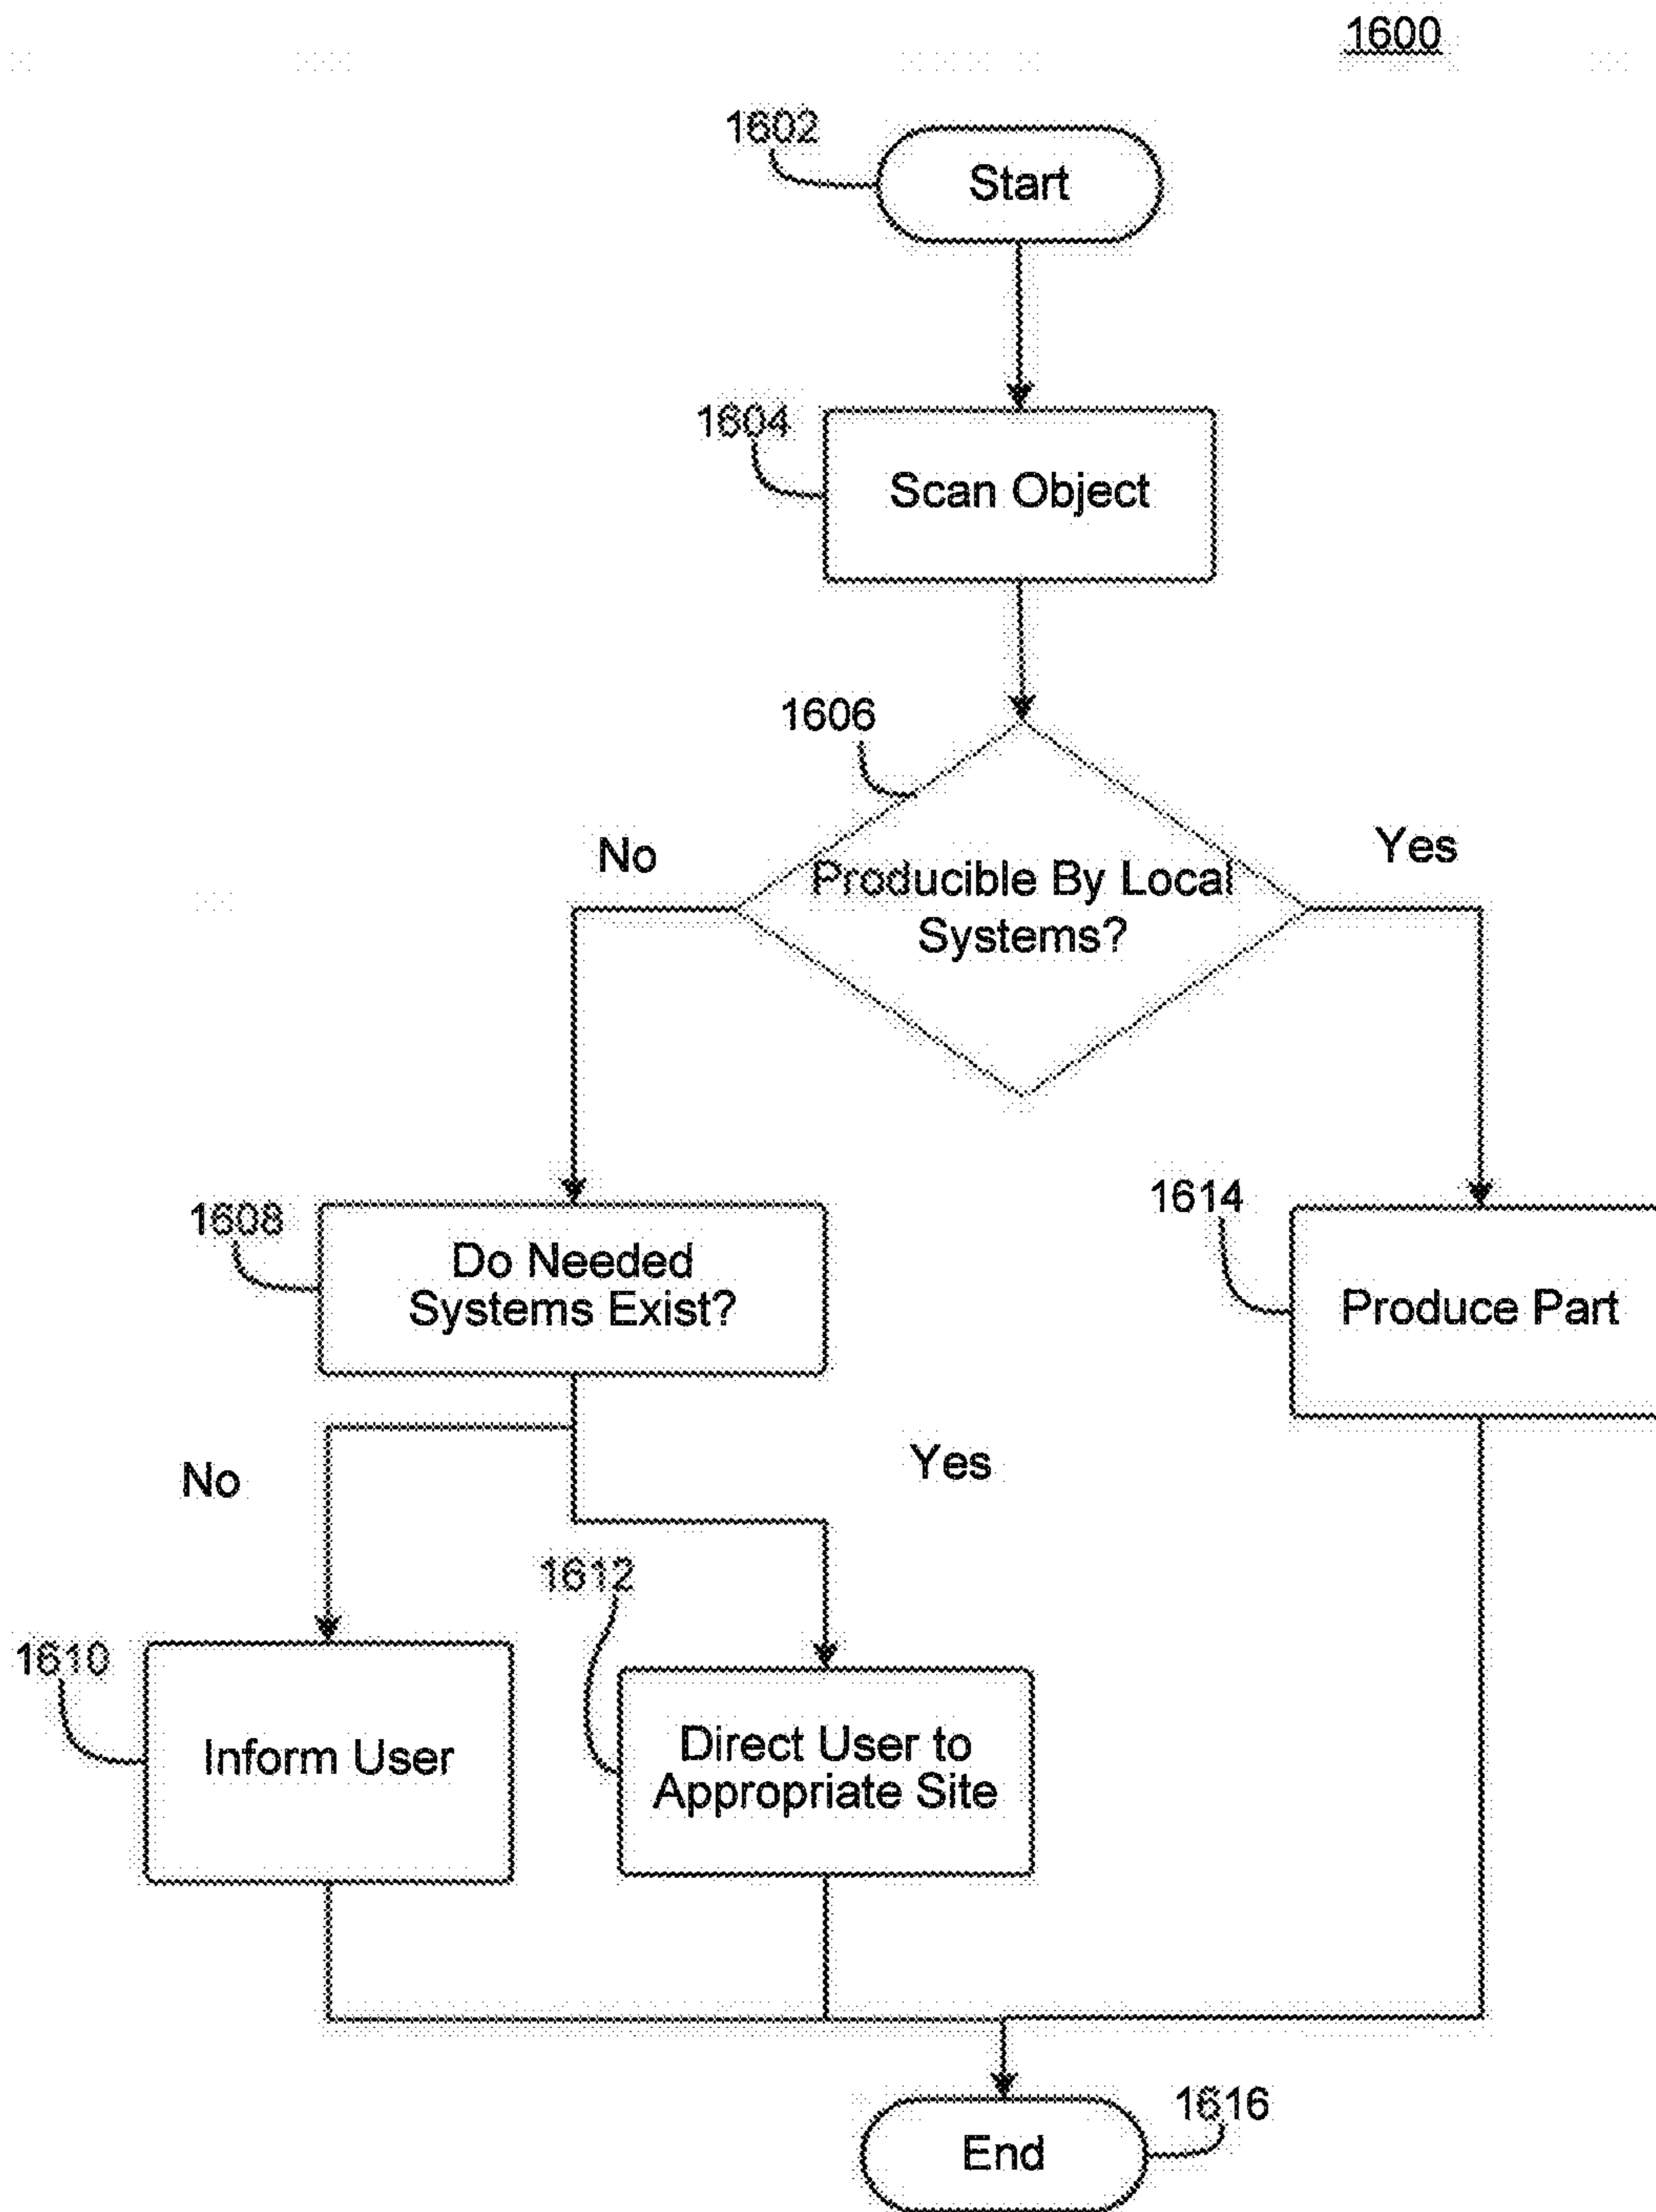 1600
1602
Start
1604
Scan Object
1606
No
Yes
Producible By Local
Systems?
1608
Do Needed
Systems Exist?
1614
Produce Part
No
Yes
1612
1610
Inform User
Direct User to
Appropriate Site
1616
End